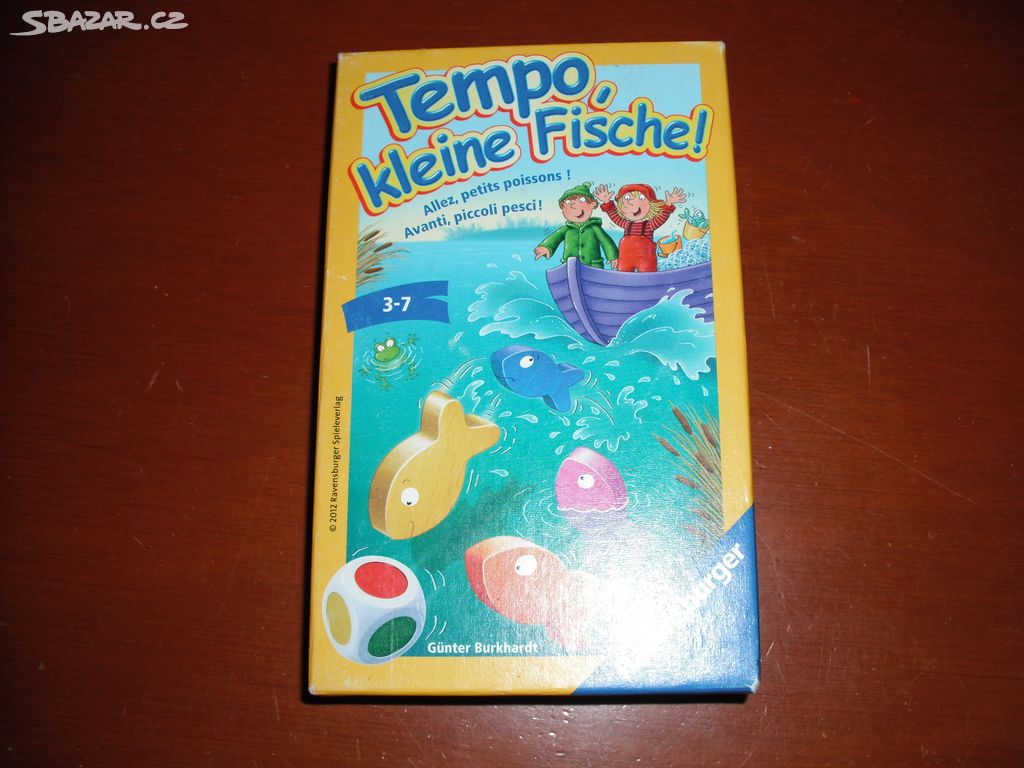 SBAZAR.CZ
Tempo,
kleine Fische!
Allez, petits poissons !
Avanti, piccoli pesci!
3-7
© 2012 Ravensburger Spieleverlag
Günter Burkhardt